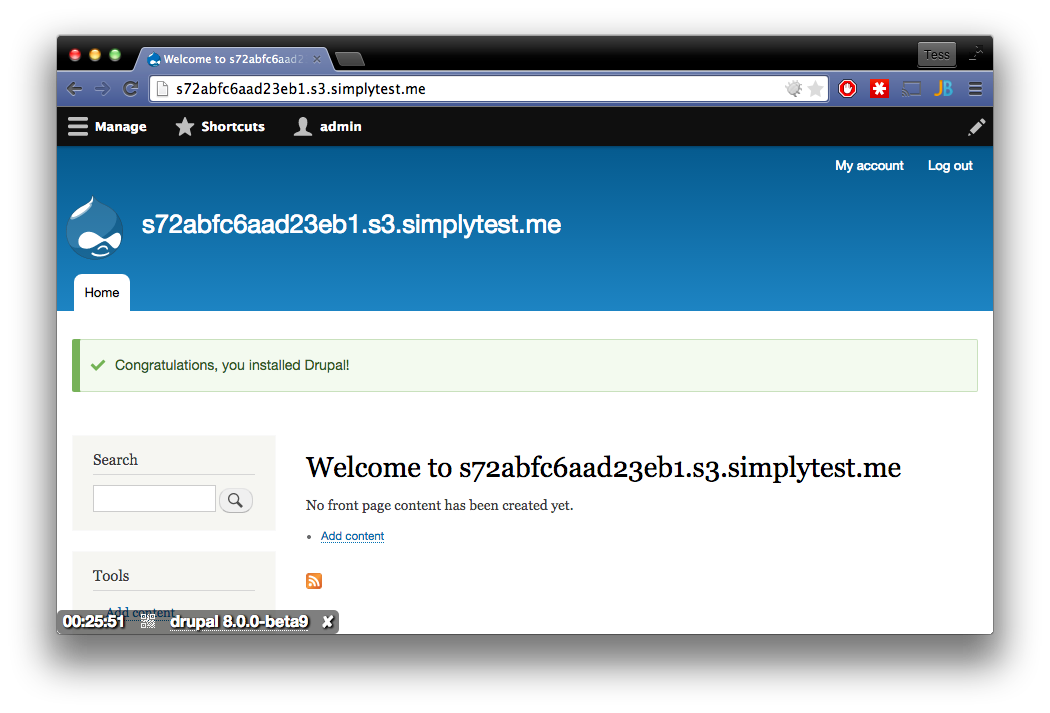 Welcome to s72abfc6aad2
Tess
s72abfc6aad23eb1.s3.simplytest.me
JB
Manage Shortcuts admin
My account Log out
s72abfc6aad23eb1.s3.simplytest.me
Home
Congratulations, you installed Drupal!
Search
Welcome to s72abfc6aad23eb1.s3.simplytest.me
No front page content has been created yet.
Add content
Tools
Add content
00:25:51 drupal 8.0.0-beta9 ✘